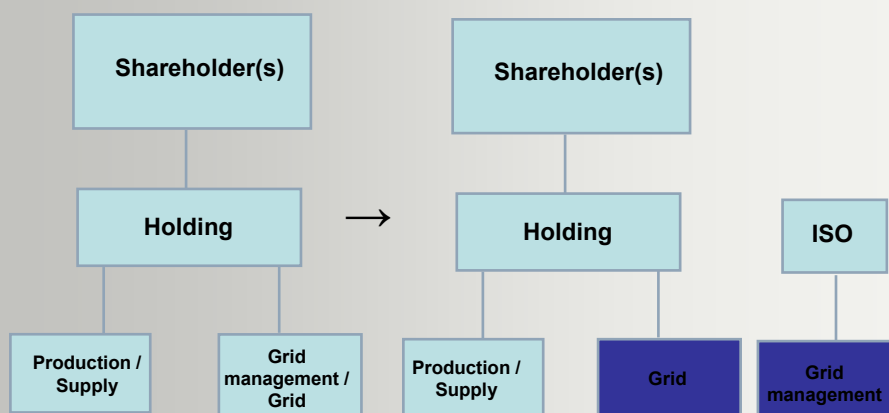 Shareholder(s)
Shareholder(s)
Holding
→
Holding
ISO
Production /
Supply
Grid
management /
Grid
Production /
Supply
Grid
Grid
management